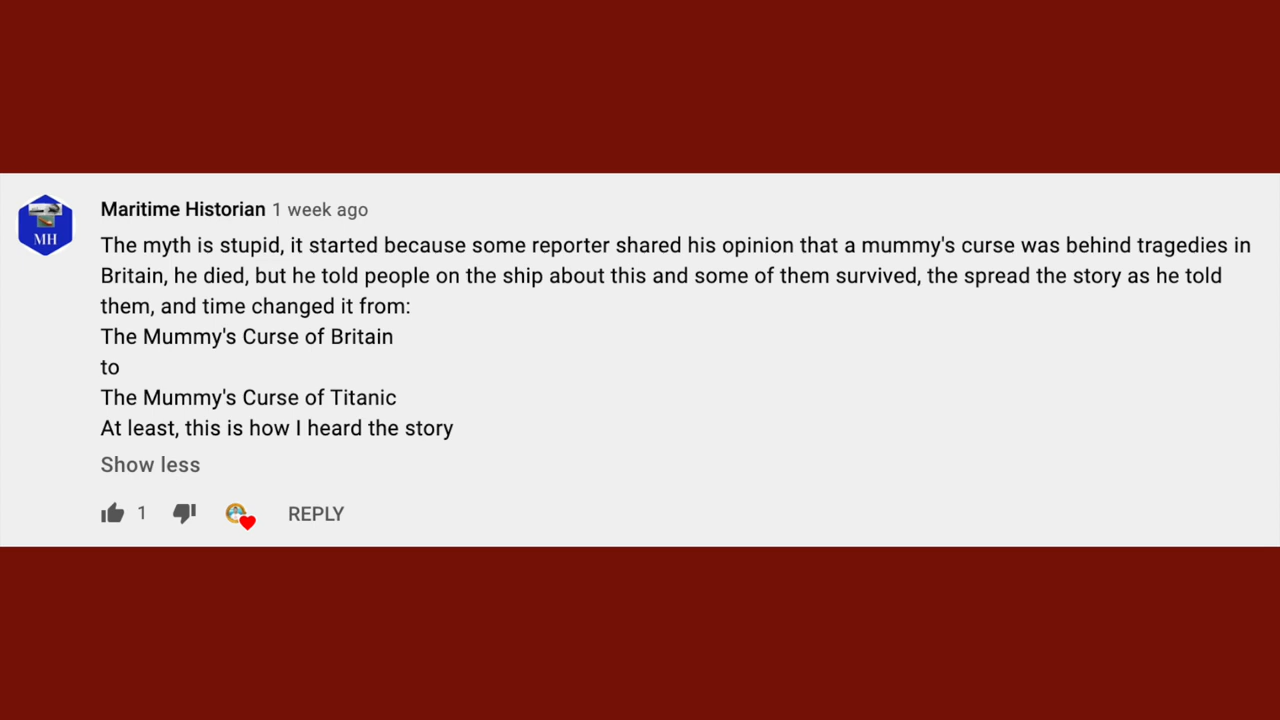 MH
Maritime Historian 1 week ago
The myth is stupid, it started because some reporter shared his opinion that a mummy's curse was behind tragedies in
Britain, he died, but he told people on the ship about this and some of them survived, the spread the story as he told
them, and time changed it from:
The Mummy's Curse of Britain
to
The Mummy's Curse of Titanic
At least, this is how I heard the story
Show less
1 REPLY